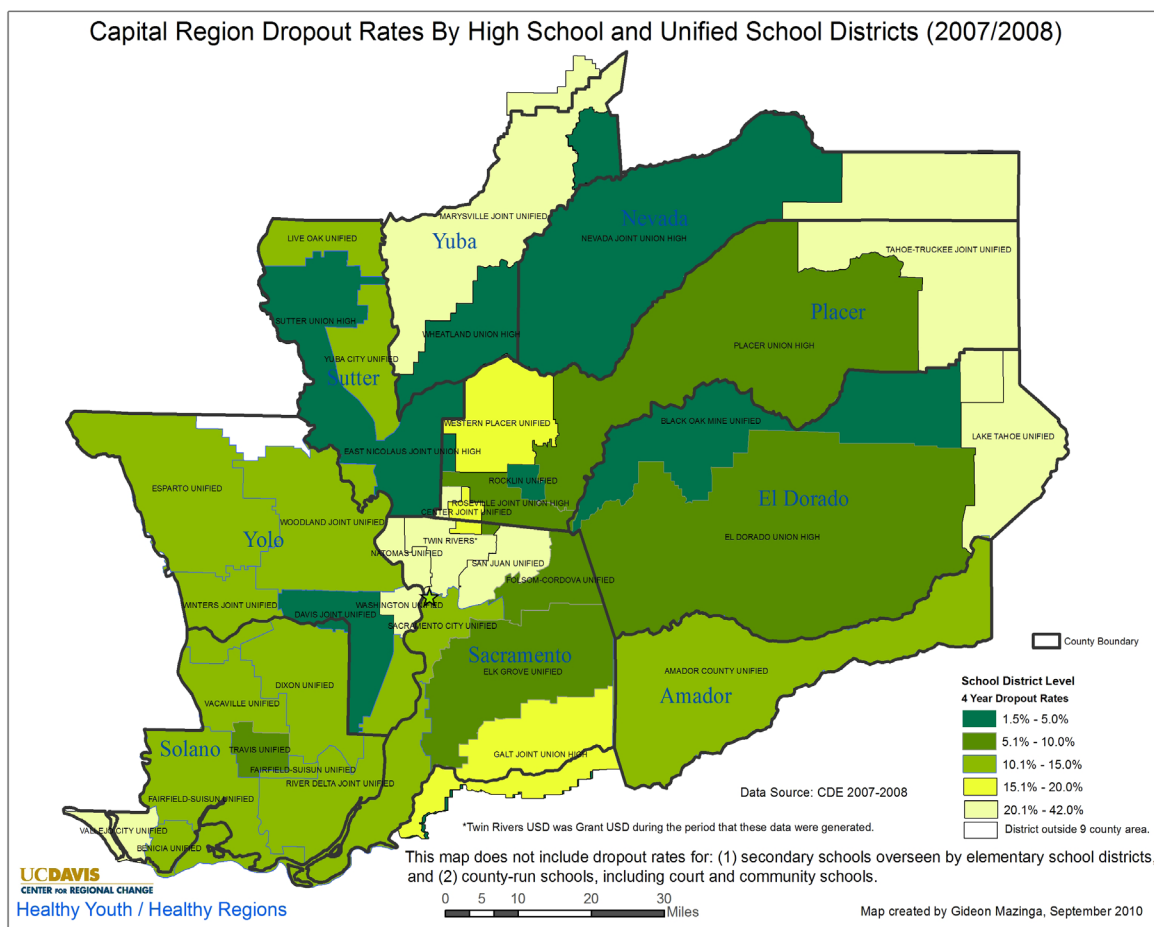 Capital Region Dropout Rates By High School and Unified School Districts (2007/2008)
MARYSVILLE JOINT UNIFIED
Yuba
Nevada
NEVADA JOINT UNION HIGH
LIVE OAK UNIFIED
TAHOE-TRUCKEE JOINT UNIFIED
SUTTER UNION HIGH
WHEATLAND UNION HIGH
Placer
PLACER UNION HIGH
YUBA CITY UNIFIED
Sutter
WESTERN PLACER UNIFIED
BLACK OAK MINE UNIFIED
LAKE TAHOE UNIFIED
EAST NICOLAUS JOINT UNION HIGH
ROCKLIN UNIFIED
ESPARTO UNIFIED
ROSEVILLE JOINT UNION HIGH
CENTER JOINT UNIFIED
El Dorado
WOODLAND JOINT UNIFIED
Yolo
EL DORADO UNION HIGH
TWIN RIVERS*
NATOMAS UNIFIED
SAN JUAN UNIFIED
FOLSOM-CORDOVA UNIFIED
WINTERS JOINT UNIFIED
WASHINGTON UNIFIED
DAVIS JOINT UNIFIED
SACRAMENTO CITY UNIFIED
Sacramento
ELK GROVE UNIFIED
AMADOR COUNTY UNIFIED
Amador
DIXON UNIFIED
VACAVILLE UNIFIED
Solano
TRAVIS UNIFIED
GALT JOINT UNION HIGH
FAIRFIELD-SUISUN UNIFIED
RIVER DELTA JOINT UNIFIED
FAIRFIELD-SUISUN UNIFIED
VALLEJO CITY UNIFIED
BENICIA UNIFIED
County Boundary
School District Level
4 Year Dropout Rates
1.5% - 5.0%
5.1% - 10.0%
10.1% - 15.0%
15.1% - 20.0%
20.1% - 42.0%
District outside 9 county area.
Data Source: CDE 2007-2008
*Twin Rivers USD was Grant USD during the period that these data were generated.
This map does not include dropout rates for: (1) secondary schools overseen by elementary school districts,
and (2) county-run schools, including court and community schools.
UCDAVIS
CENTER FOR REGIONAL CHANGE
Healthy Youth / Healthy Regions
0 5 10 20 30
Miles
Map created by Gideon Mazinga, September 2010